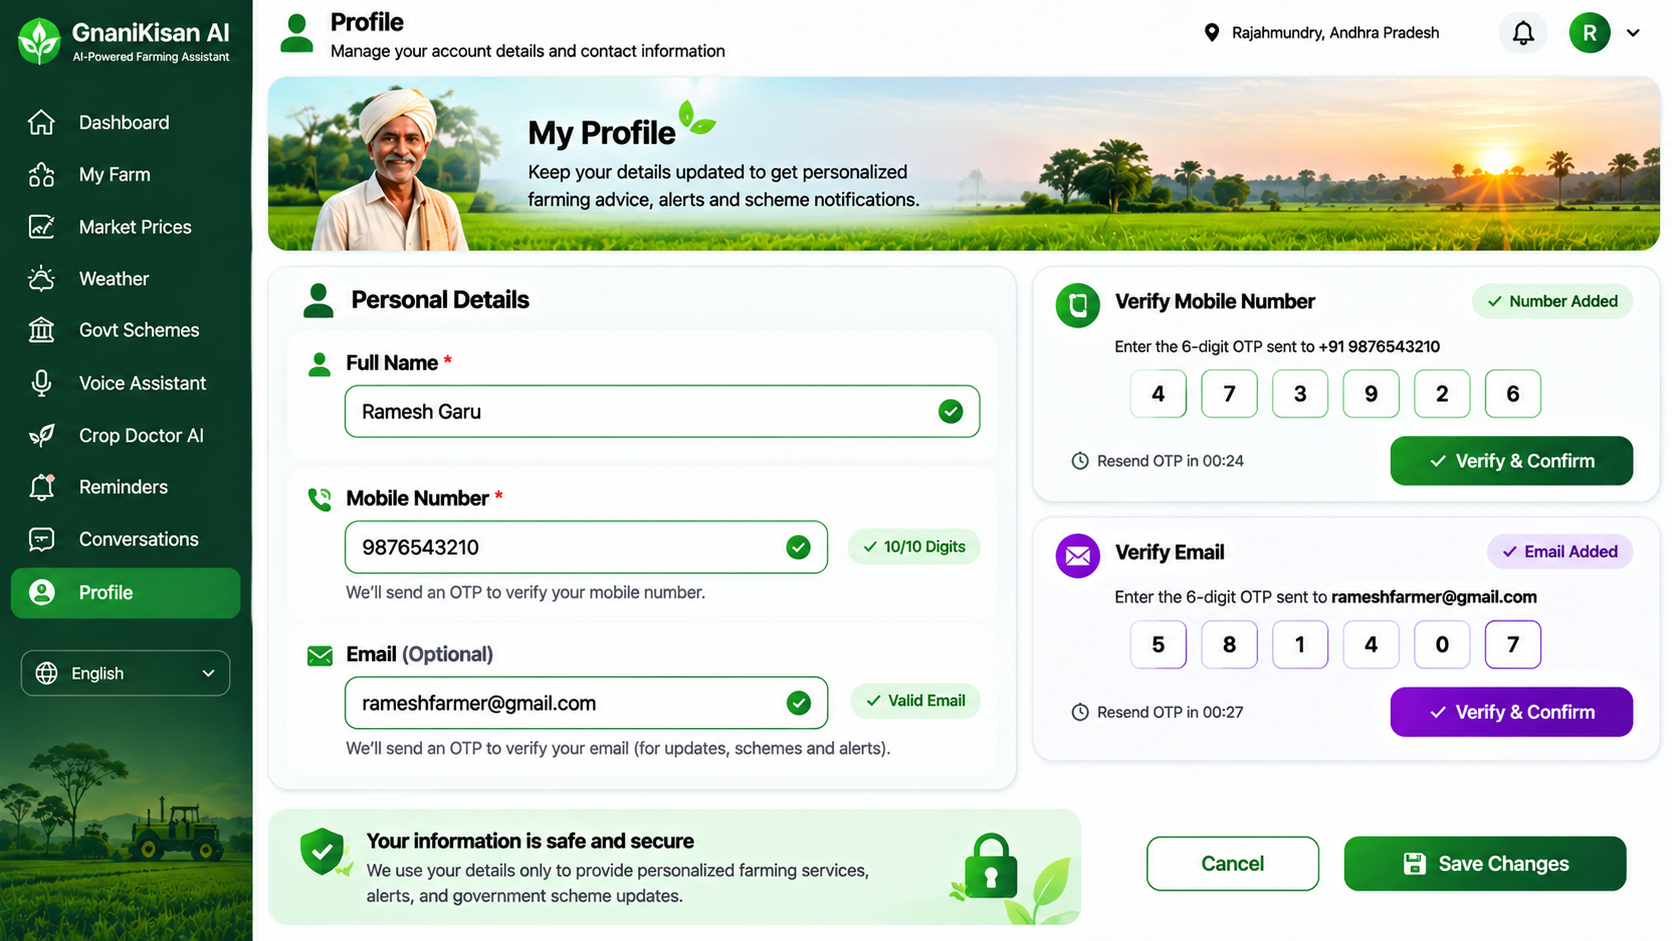 GnaniKisan AI
AI-Powered Farming Assistant
Dashboard
My Farm
Market Prices
Weather
Govt Schemes
Voice Assistant
Crop Doctor AI
Reminders
Conversations
Profile
English
Profile
Manage your account details and contact information
Rajahmundry, Andhra Pradesh
R
My Profile
Keep your details updated to get personalized
farming advice, alerts and scheme notifications.
Personal Details
Full Name *
Ramesh Garu
Mobile Number *
9876543210
10/10 Digits
We'll send an OTP to verify your mobile number.
Email (Optional)
rameshfarmer@gmail.com
Valid Email
We'll send an OTP to verify your email (for updates, schemes and alerts).
Verify Mobile Number
Number Added
Enter the 6-digit OTP sent to +91 9876543210
4 7 3 9 2 6
Resend OTP in 00:24
Verify & Confirm
Verify Email
Email Added
Enter the 6-digit OTP sent to rameshfarmer@gmail.com
5 8 1 4 0 7
Resend OTP in 00:27
Verify & Confirm
Your information is safe and secure
We use your details only to provide personalized farming services,
alerts, and government scheme updates.
Cancel
Save Changes